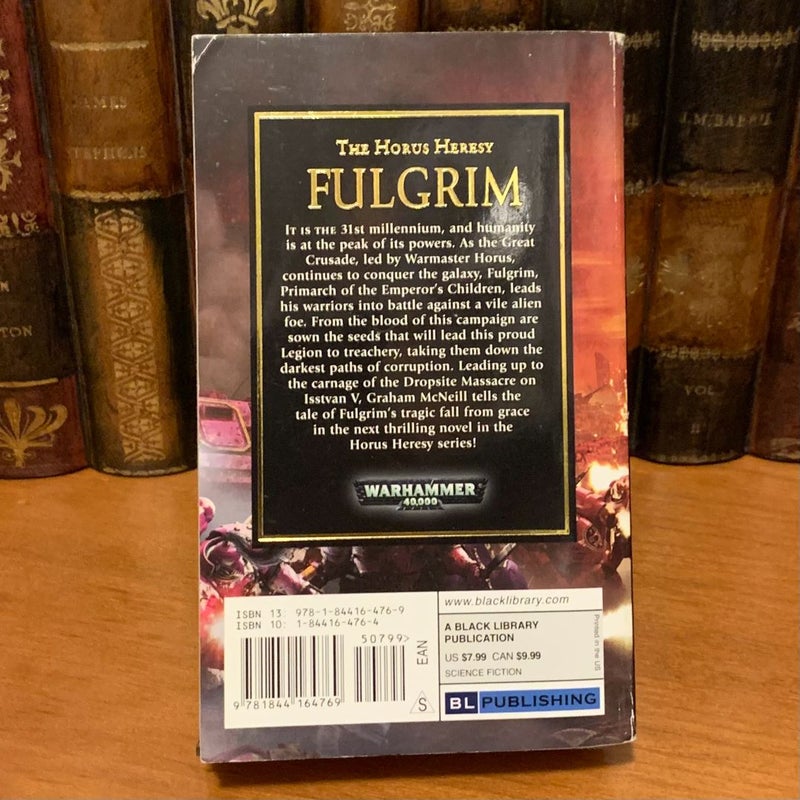 JAMES
J.M. BARRIE
TON
VOL
II
THE HORUS HERESY
FULGRIM
IT IS THE 31st millennium, and humanity
is at the peak of its powers. As the Great
Crusade, led by Warmaster Horus,
continues to conquer the galaxy, Fulgrim,
Primarch of the Emperor's Children, leads
his warriors into battle against a vile alien
foe. From the blood of this campaign are
sown the seeds that will lead this proud
Legion to treachery, taking them down the
darkest paths of corruption. Leading up to
the carnage of the Dropsite Massacre on
Isstvan V, Graham McNeill tells the
tale of Fulgrim's tragic fall from grace
in the next thrilling novel in the
Horus Heresy series!
WARHAMMER
40,000
ISBN 13: 978-1-84416-476-9
ISBN 10: 1-84416-476-4
50799>
EAN
9 781844 164769
S
www.blacklibrary.com
A BLACK LIBRARY
PUBLICATION
US $7.99 CAN $9.99
SCIENCE FICTION
Printed in the US
BL PUBLISHING